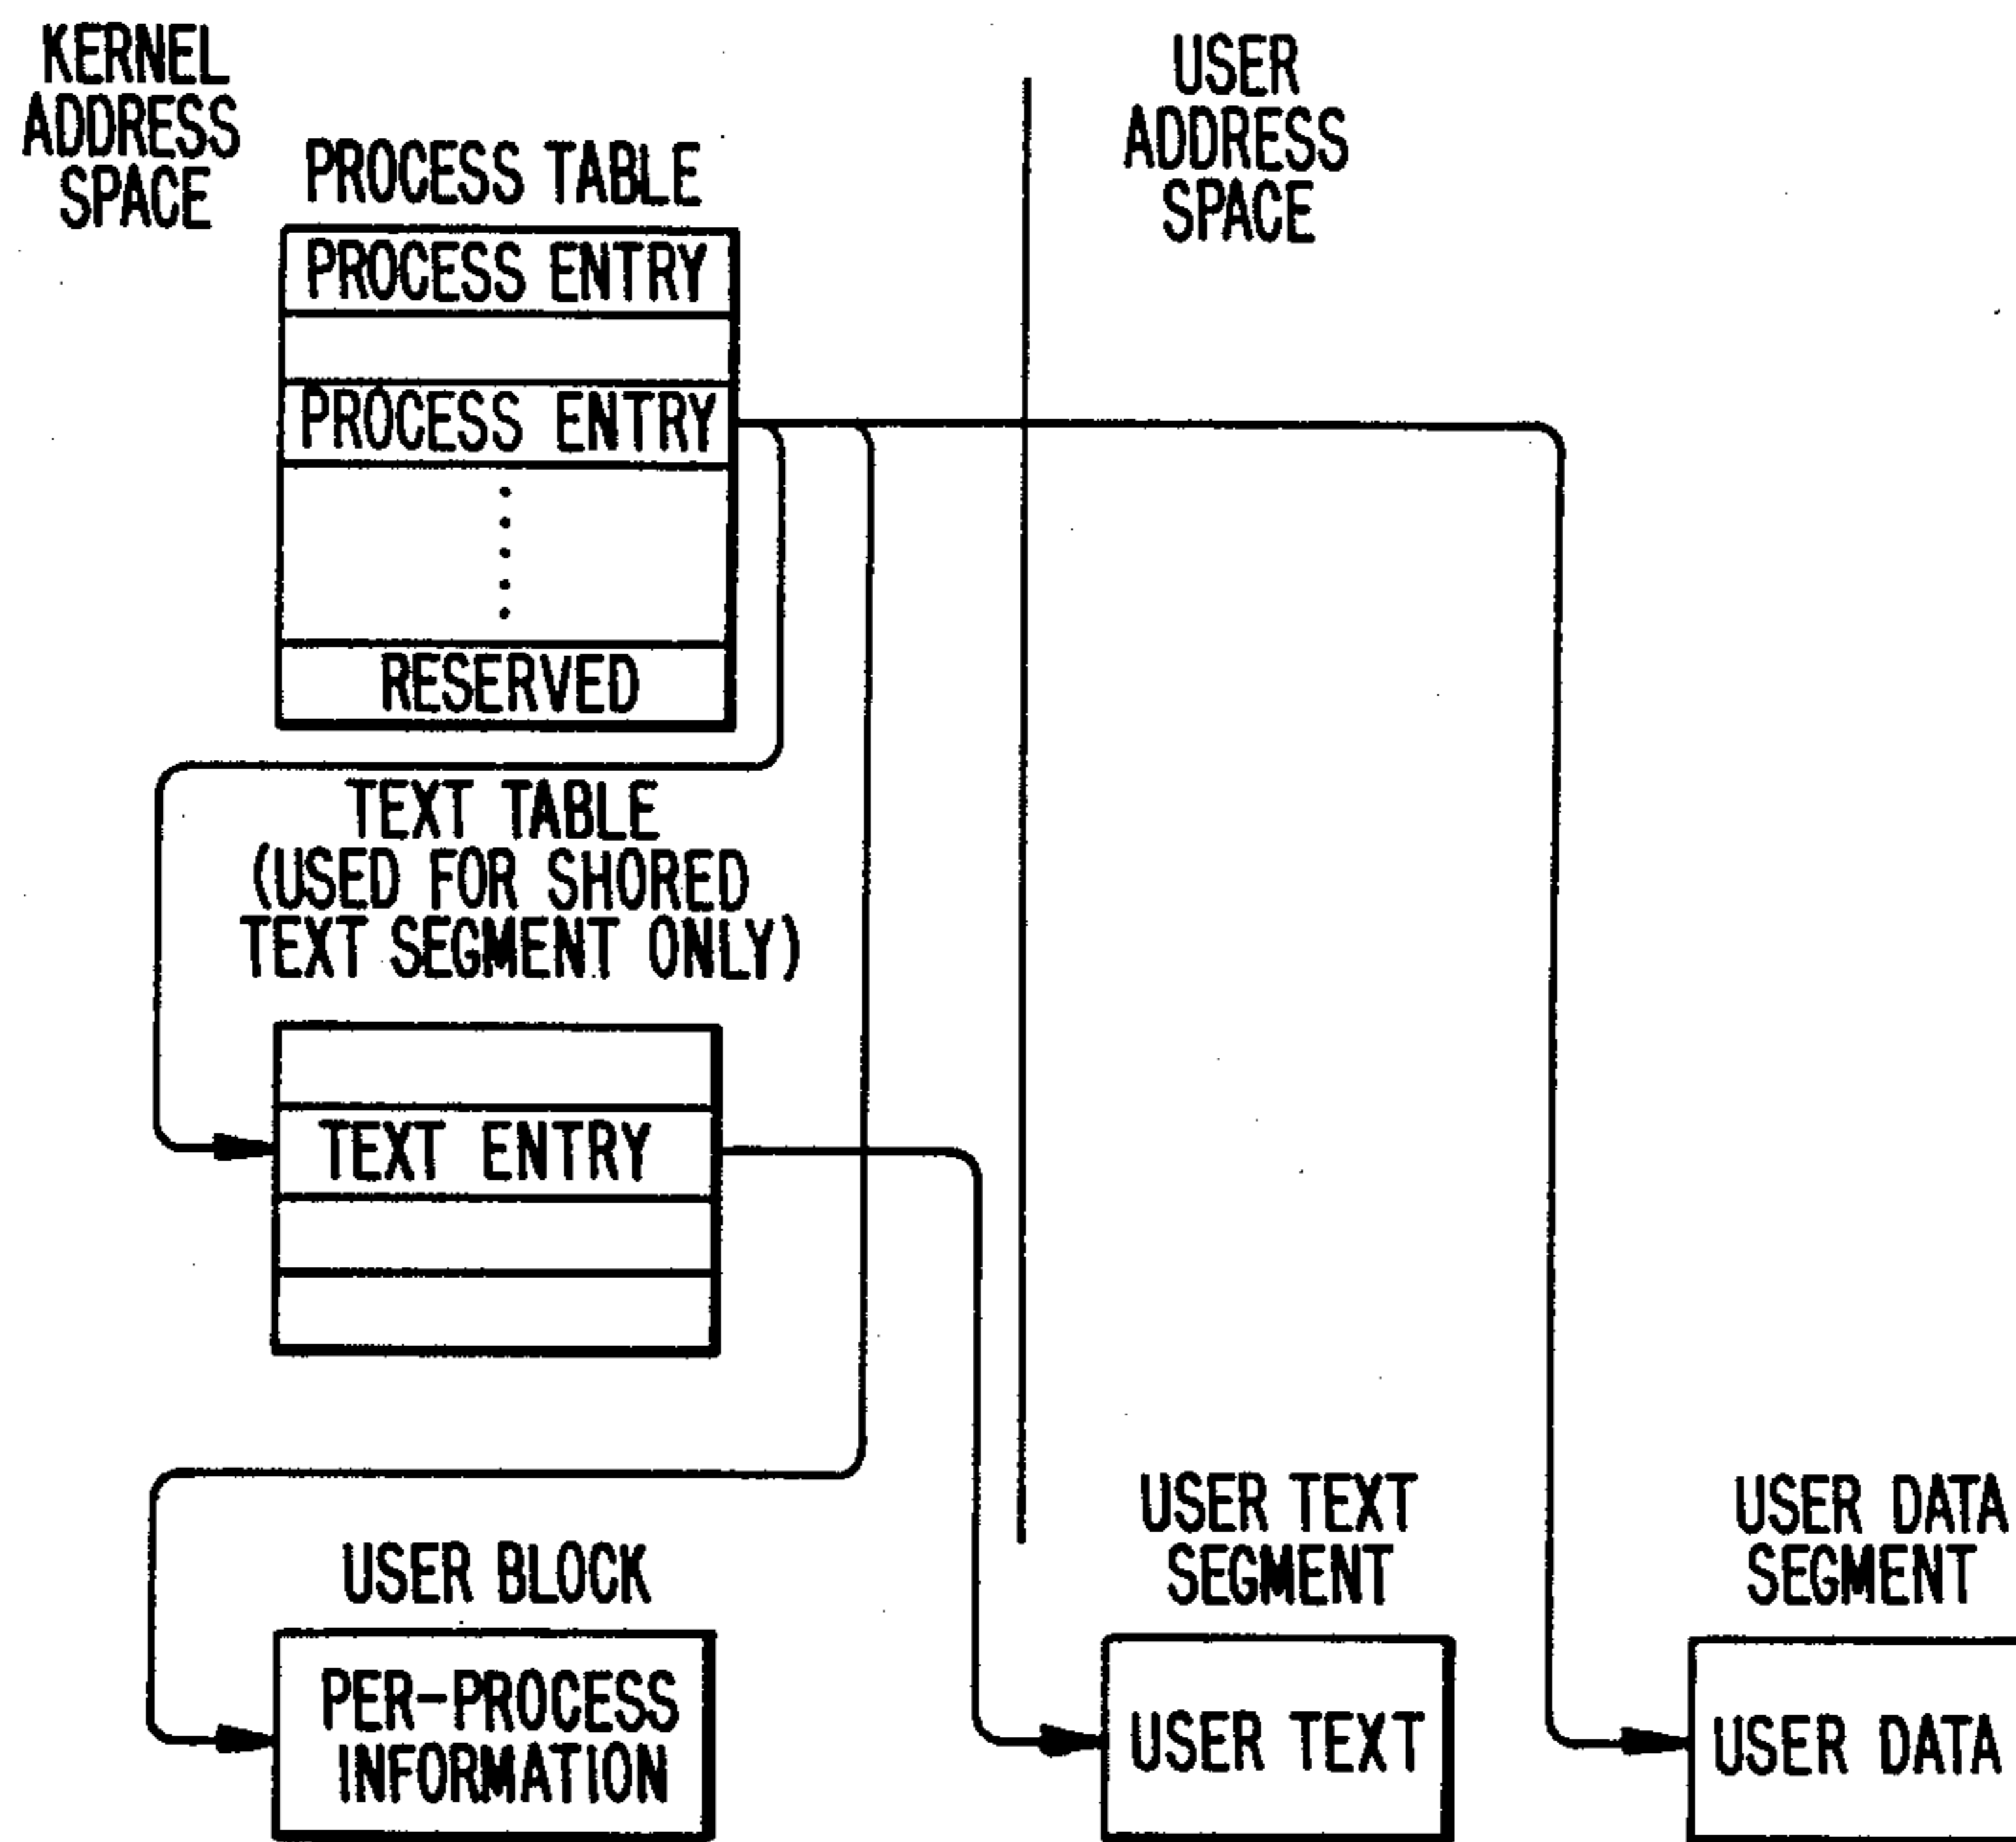 KERNEL
ADDRESS
SPACE
PROCESS TABLE
PROCESS ENTRY
PROCESS ENTRY
RESERVED
TEXT TABLE
(USED FOR SHORED
TEXT SEGMENT ONLY)
TEXT ENTRY
USER BLOCK
PER-PROCESS
INFORMATION
USER
ADDRESS
SPACE
USER TEXT
SEGMENT
USER TEXT
USER DATA
SEGMENT
USER DATA